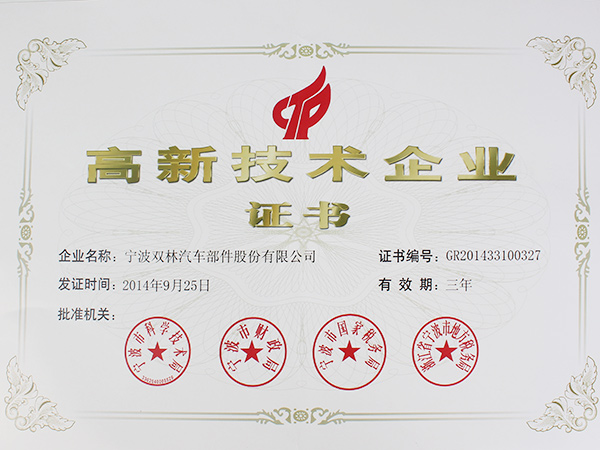 高新技术企业
证书
企业名称：宁波双林汽车部件股份有限公司
证书编号：GR201433100327
发证时间：2014年9月25日
有 效 期：三年
批准机关：
宁波市科学技术局
宁波市财政局
宁波市国家税务局
浙江省宁波市地方税务局